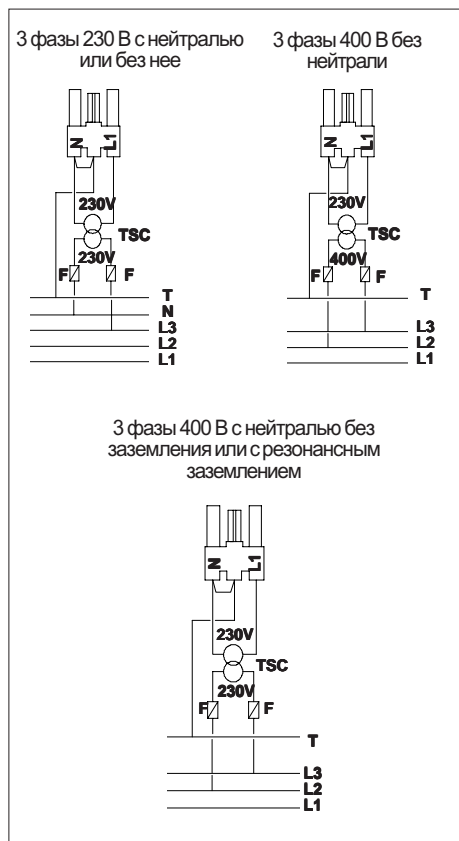 3 фазы 230 В с нейтралью
или без нее
N
L1
230V
TSC
230V
F
F
T
N
L3
L2
L1
3 фазы 400 В без
нейтрали
N
L1
230V
TSC
400V
F
F
T
L3
L2
L1
3 фазы 400 В с нейтралью без
заземления или с резонансным
заземлением
N
L1
230V
TSC
230V
F
F
T
L3
L2
L1